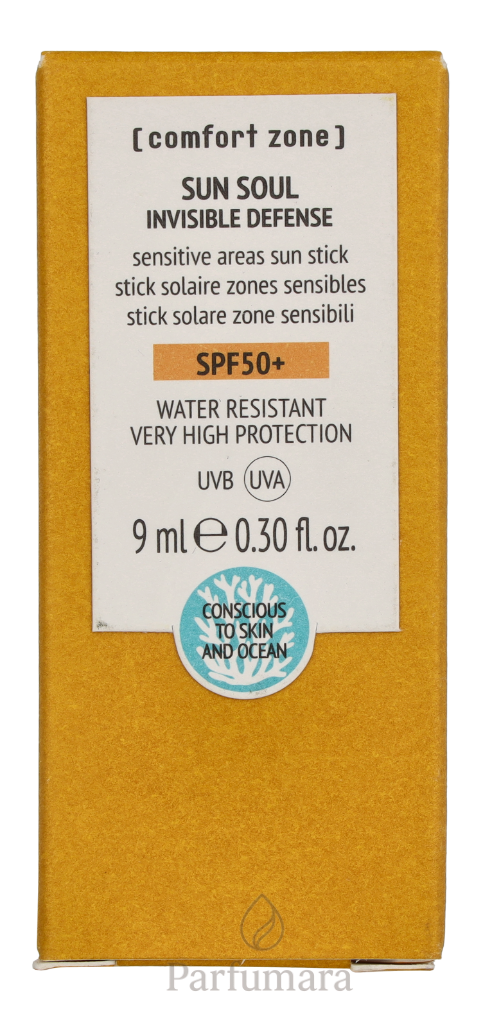 [comfort zone]
SUN SOUL
INVISIBLE DEFENSE
sensitive areas sun stick
stick solaire zones sensibles
stick solare zone sensibili
SPF50+
WATER RESISTANT
VERY HIGH PROTECTION
UVB UVA
9 ml ℮ 0.30 fl. oz.
CONSCIOUS
TO SKIN
AND OCEAN
Parfumara